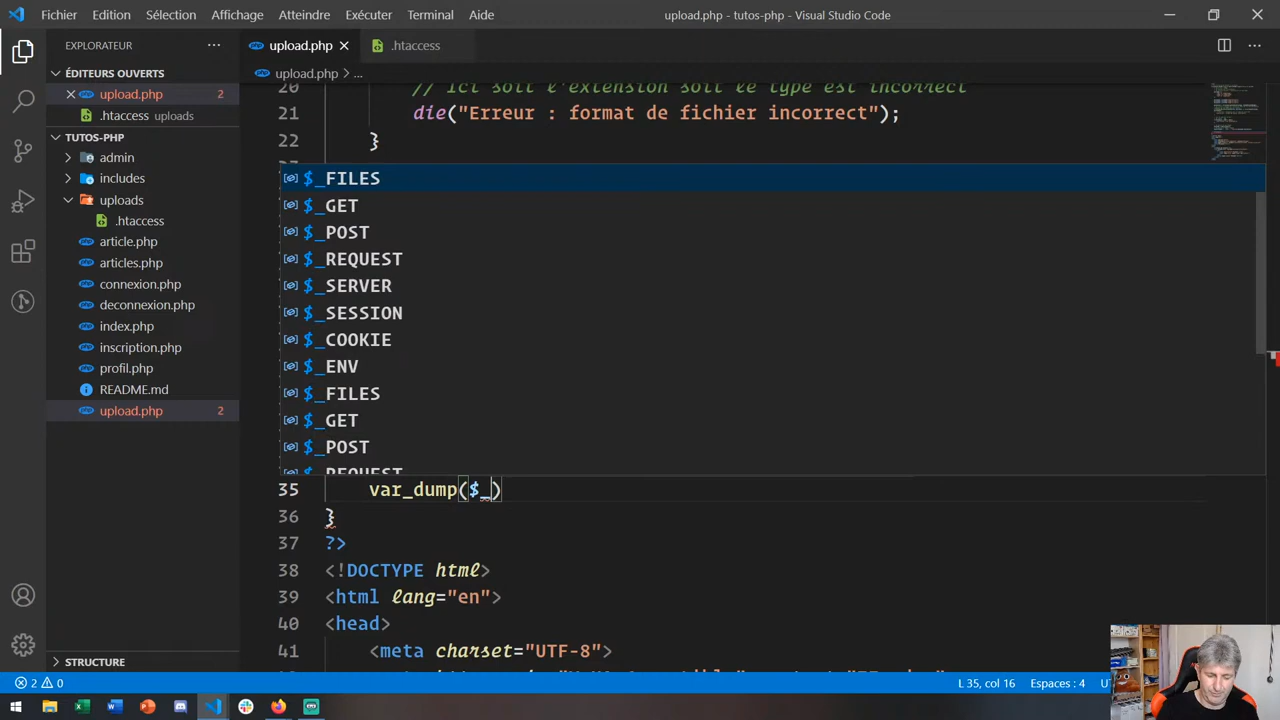 Fichier Edition Sélection Affichage Atteindre Exécuter Terminal Aide
upload.php - tutos-php - Visual Studio Code
EXPLORATEUR
upload.php
.htaccess
upload.php > ...
ÉDITEURS OUVERTS
upload.php 2
.htaccess uploads
TUTOS-PHP
admin
includes
uploads
.htaccess
article.php
articles.php
connexion.php
deconnexion.php
index.php
inscription.php
profil.php
README.md
upload.php 2
STRUCTURE
20 // Ici soit l'extension soit le type est incorrect
21 die("Erreur : format de fichier incorrect");
22 }
$_FILES
$_GET
$_POST
$_REQUEST
$_SERVER
$_SESSION
$_COOKIE
$_ENV
$_FILES
$_GET
$_POST
$_REQUEST
35 var_dump($_)
36 }
37 ?>
38 <!DOCTYPE html>
39 <html lang="en">
40 <head>
41 <meta charset="UTF-8">
2 0
L 35, col 16 Espaces : 4